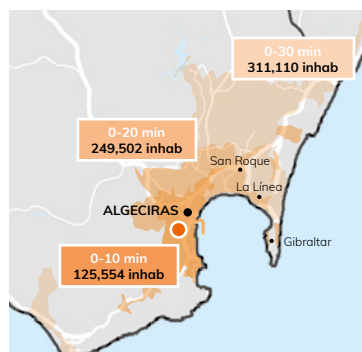 0-30 min
311,110 inhab
0-20 min
249,502 inhab
San Roque
La Línea
ALGECIRAS
Gibraltar
0-10 min
125,554 inhab